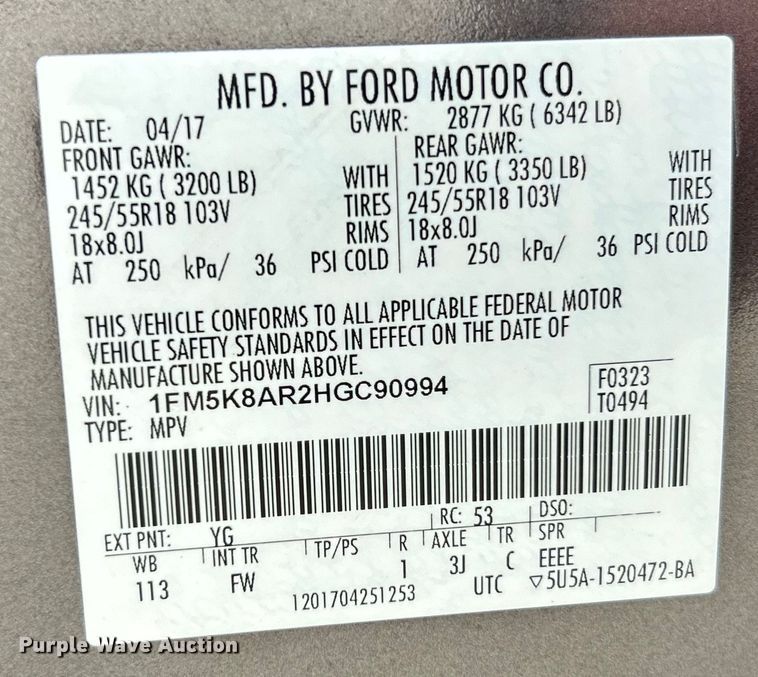 MFD. BY FORD MOTOR CO.
DATE: 04/17 GVWR: 2877 KG ( 6342 LB)
FRONT GAWR: REAR GAWR:
1452 KG ( 3200 LB) WITH 1520 KG ( 3350 LB) WITH
245/55R18 103V TIRES 245/55R18 103V TIRES
18x8.0J RIMS 18x8.0J RIMS
AT 250 kPa/ 36 PSI COLD AT 250 kPa/ 36 PSI COLD
THIS VEHICLE CONFORMS TO ALL APPLICABLE FEDERAL MOTOR
VEHICLE SAFETY STANDARDS IN EFFECT ON THE DATE OF
MANUFACTURE SHOWN ABOVE.
VIN: 1FM5K8AR2HGC90994 F0323
TYPE: MPV T0494
EXT PNT: YG RC: 53 DSO:
WB INT TR TP/PS R AXLE TR SPR
113 FW 1 3J C EEEE
1201704251253 UTC ▽5U5A-1520472-BA
Purple Wave Auction